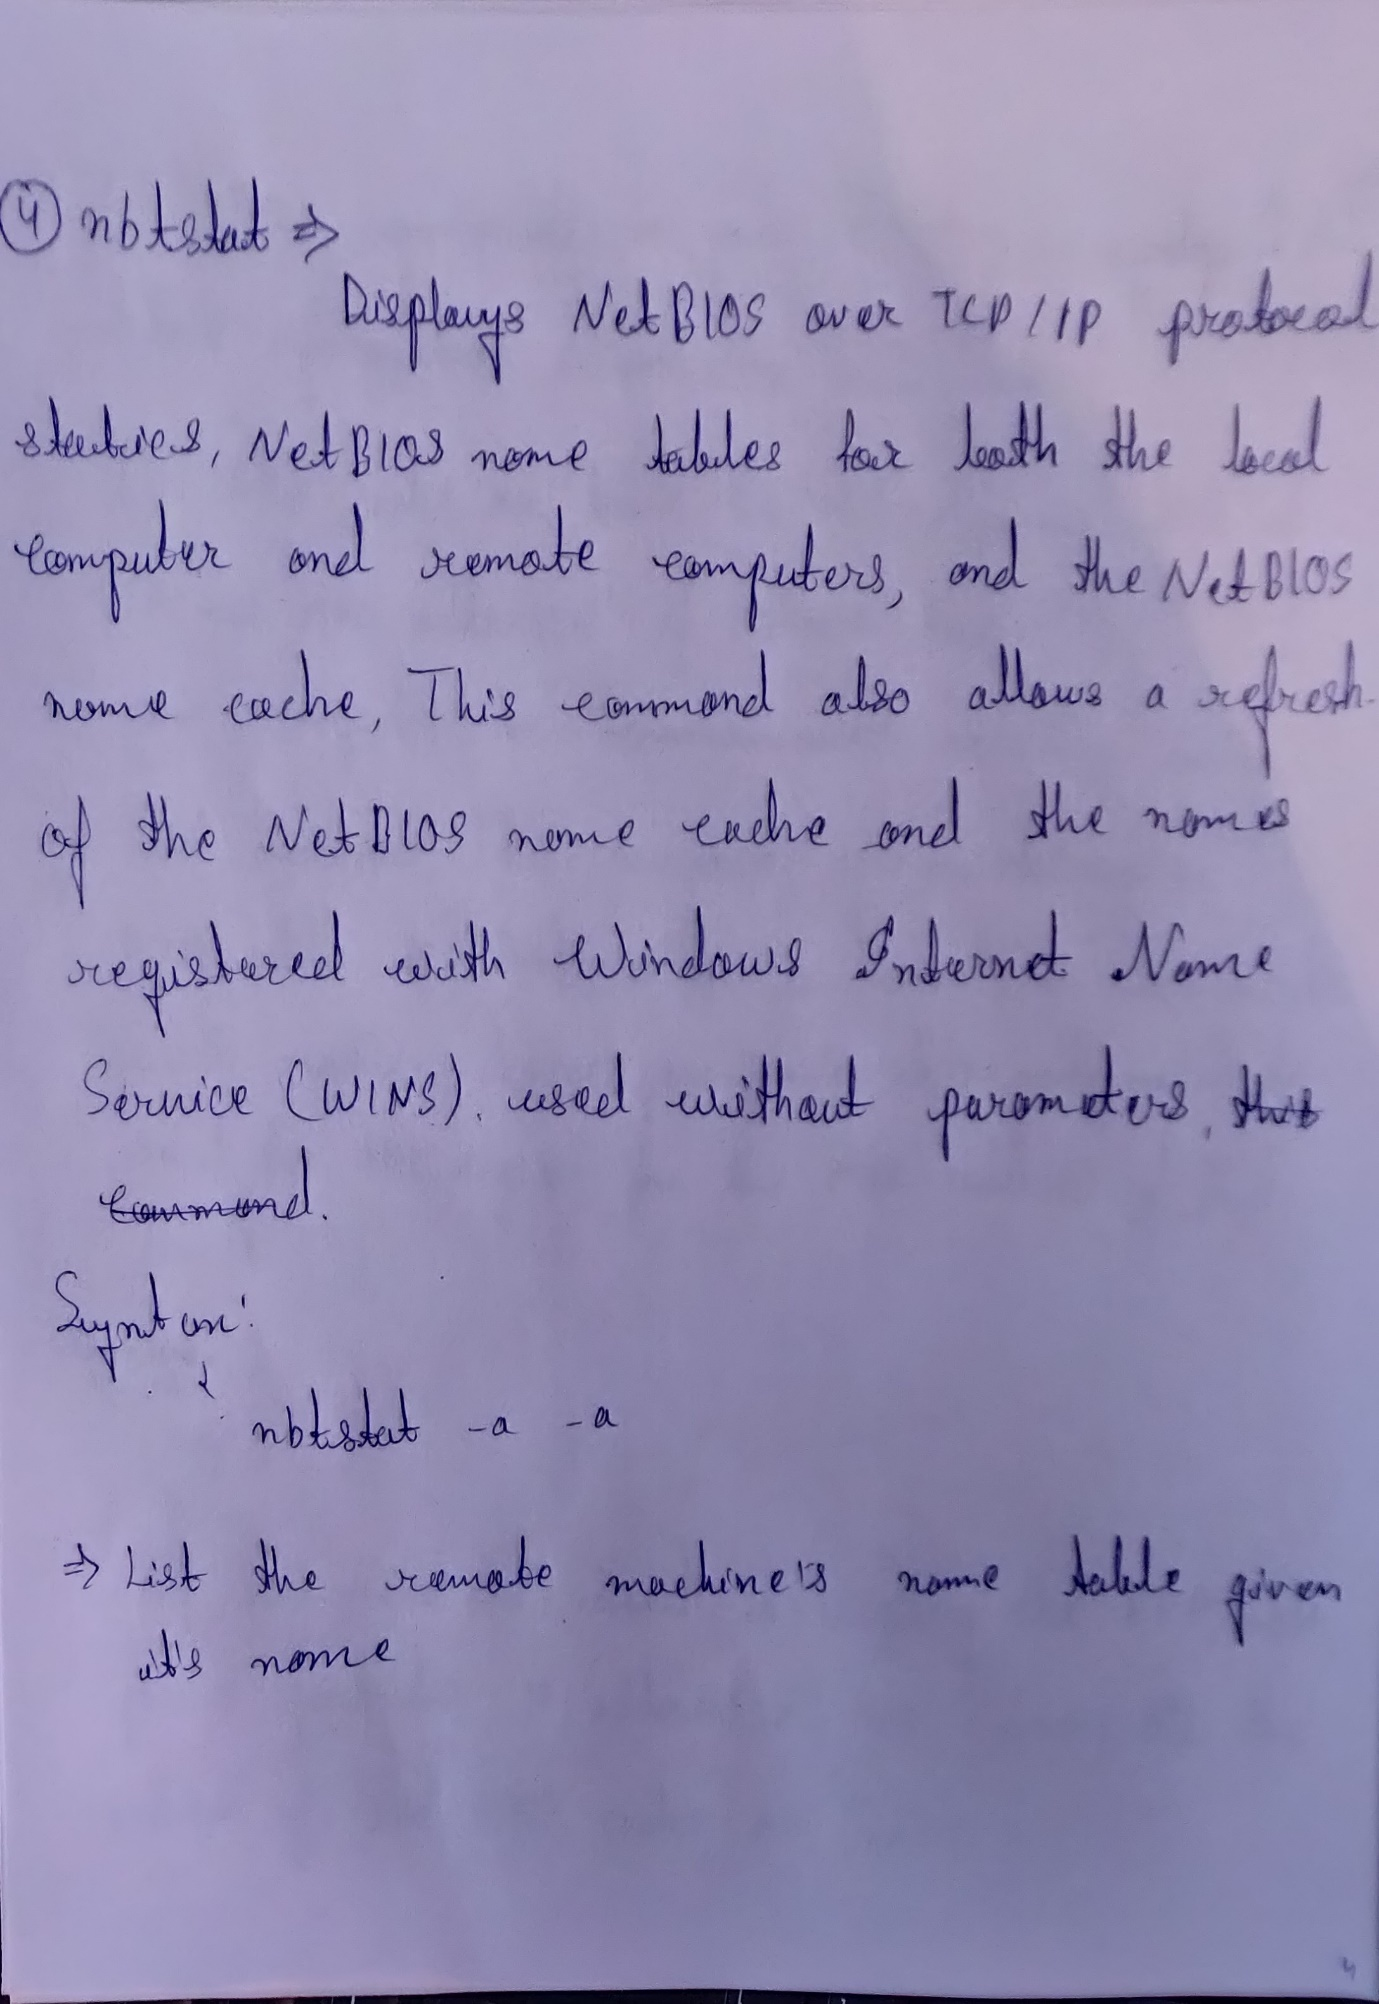 4 nbtstat ⇒
Displays NetBIOS over TCP/IP protocol
staties, NetBIOS name tables for both the local
computer and remote computers, and the NetBIOS
name cache, This command also allows a refresh
of the NetBIOS name cache and the names
registered with Windows Internet Name
Service (WINS). used without parameters, this
command.
Syntax:
nbtstat -a -a
⇒ List the remote machine's name table given
it's name
4